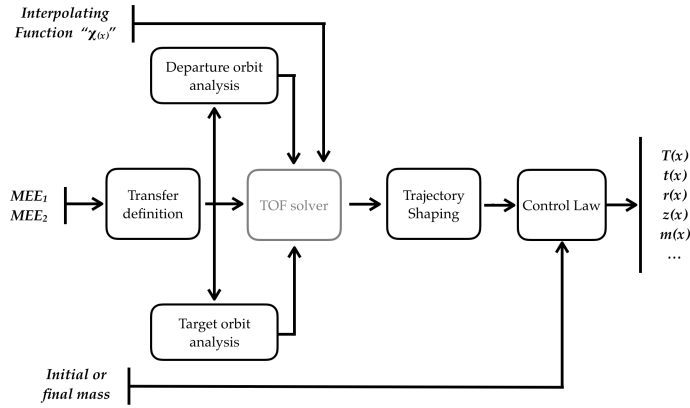 Interpolating
Function “χ(x)”
Departure orbit
analysis
MEE1
MEE2
Transfer
definition
TOF solver
Trajectory
Shaping
Control Law
T(x)
t(x)
r(x)
z(x)
m(x)
...
Target orbit
analysis
Initial or
final mass